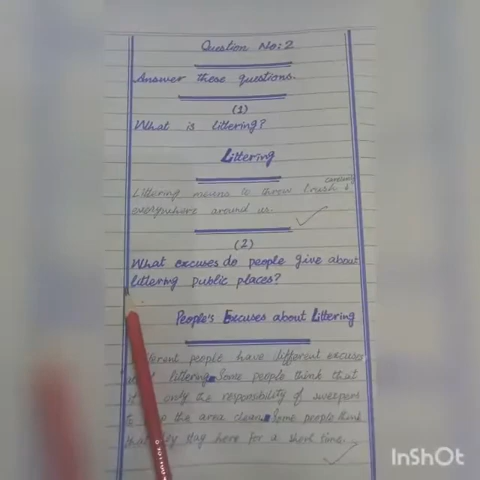 Question No:2
Answer these questions.
(1)
What is littering?
Littering
carelessly
Littering means to throw
everywhere around us.
(2)
What excuses do people give about
littering public places?
People's Excuses about Littering
people have different excuses
littering. Some people think that
only the responsibility of sweepers
the area clean. Some people think
stay here for a short time.
InShOt